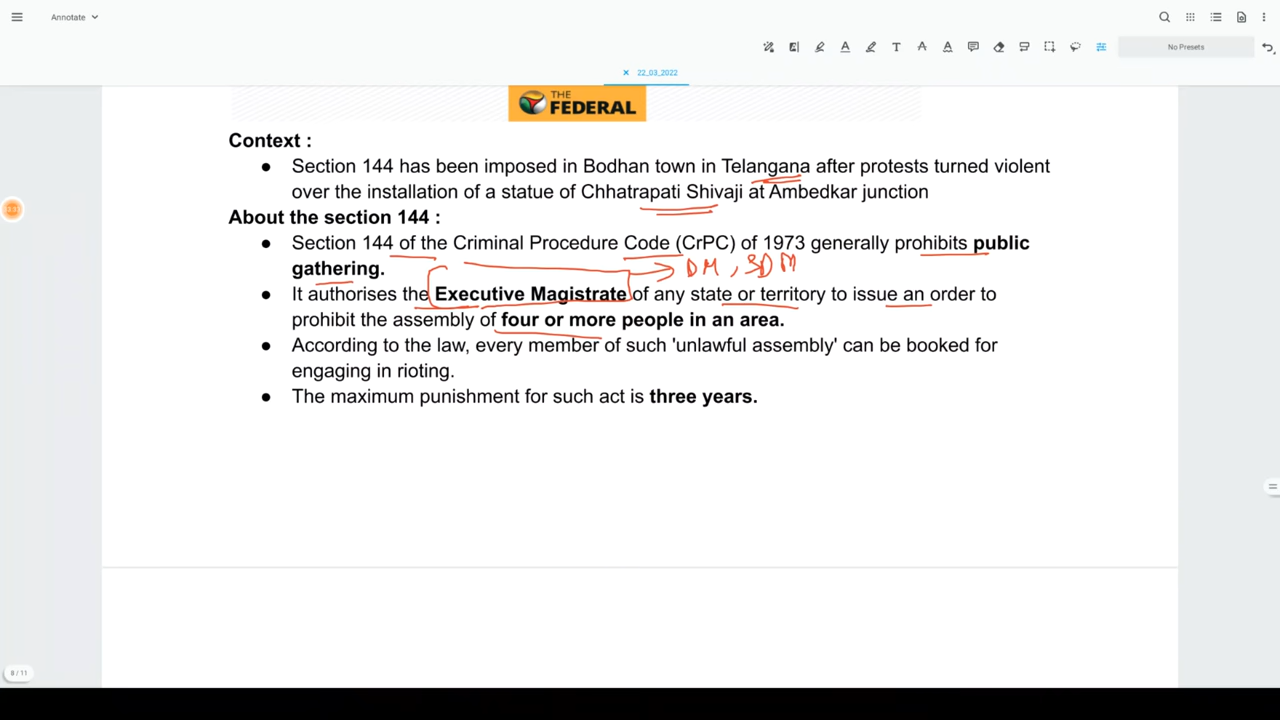 Annotate
No Presets
× 22_03_2022
THE
FEDERAL
Context :
● Section 144 has been imposed in Bodhan town in Telangana after protests turned violent
over the installation of a statue of Chhatrapati Shivaji at Ambedkar junction
About the section 144 :
● Section 144 of the Criminal Procedure Code (CrPC) of 1973 generally prohibits public
gathering.
DM, SDM
● It authorises the Executive Magistrate of any state or territory to issue an order to
prohibit the assembly of four or more people in an area.
● According to the law, every member of such 'unlawful assembly' can be booked for
engaging in rioting.
● The maximum punishment for such act is three years.
8 / 11